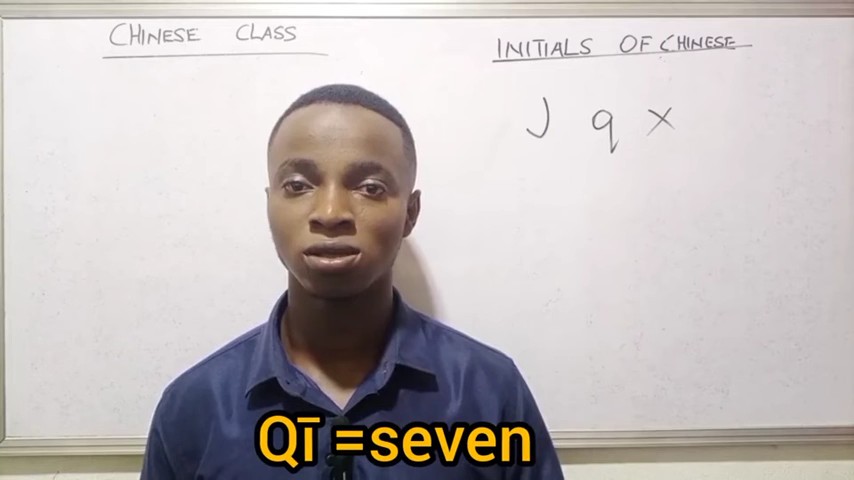 CHINESE CLASS
INITIALS OF CHINESE
J q x
Qī =seven